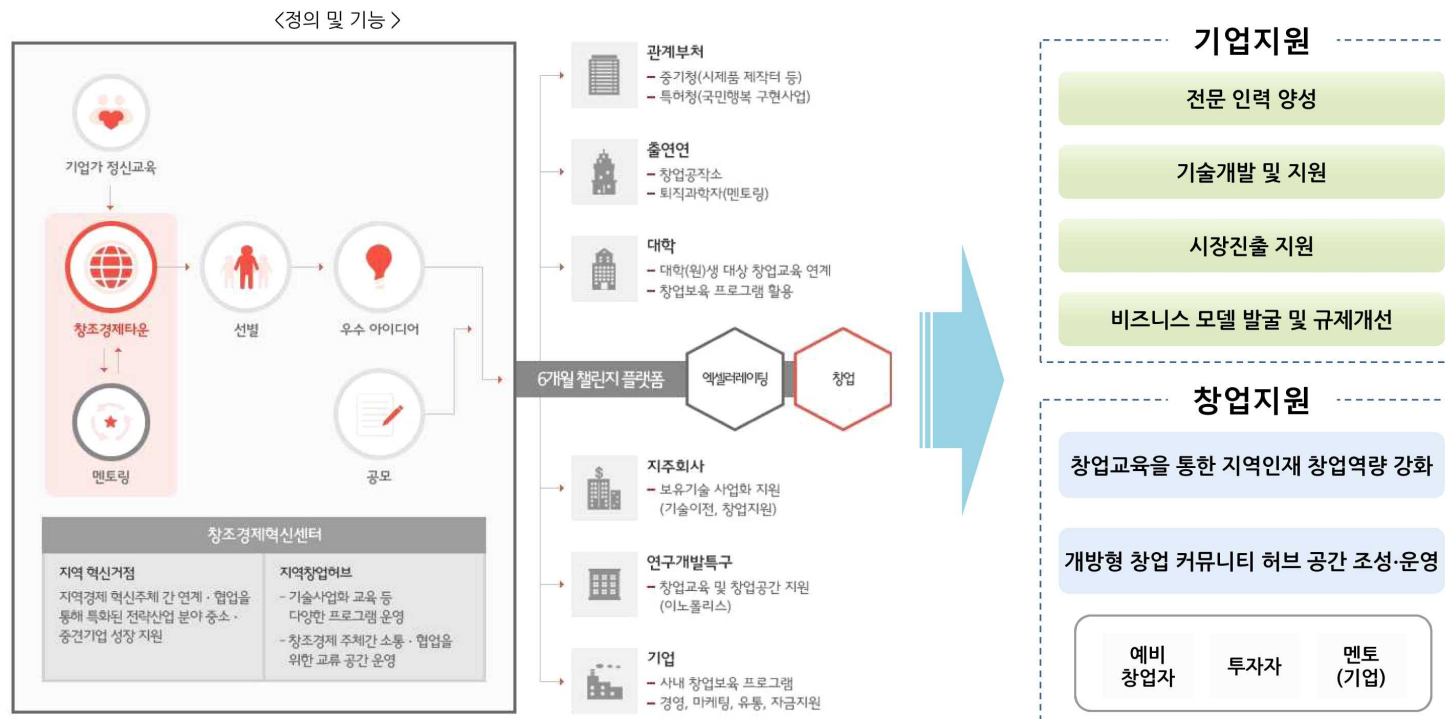 <정의 및 기능 >
기업가 정신교육
창조경제타운
선별
우수 아이디어
멘토링
공모
창조경제혁신센터
지역 혁신거점
지역경제 혁신주체 간 연계 · 협업을
통해 특화된 전략산업 분야 중소 ·
중견기업 성장 지원
지역창업허브
- 기술사업화 교육 등
다양한 프로그램 운영
- 창조경제 주체간 소통 · 협업을
위한 교류 공간 운영
관계부처
- 중기청(시제품 제작터 등)
- 특허청(국민행복 구현사업)
출연연
- 창업공작소
- 퇴직과학자(멘토링)
대학
- 대학(원)생 대상 창업교육 연계
- 창업보육 프로그램 활용
6개월 챌린지 플랫폼
엑셀러레이팅
창업
$
지주회사
- 보유기술 사업화 지원
(기술이전, 창업지원)
연구개발특구
- 창업교육 및 창업공간 지원
(이노폴리스)
기업
- 사내 창업보육 프로그램
- 경영, 마케팅, 유통, 자금지원
기업지원
전문 인력 양성
기술개발 및 지원
시장진출 지원
비즈니스 모델 발굴 및 규제개선
창업지원
창업교육을 통한 지역인재 창업역량 강화
개방형 창업 커뮤니티 허브 공간 조성·운영
예비
창업자
투자자
멘토
(기업)